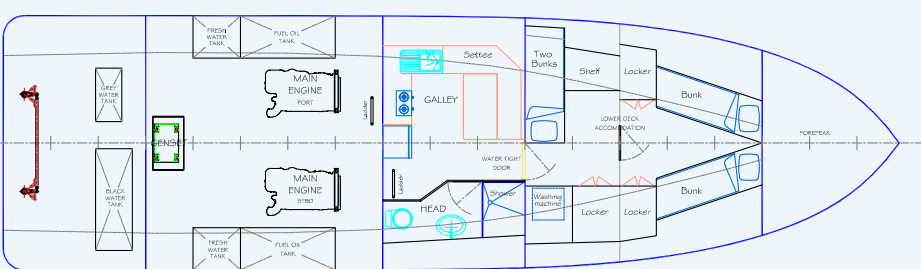 FRESH
WATER
TANK
FUEL OIL
TANK
GREY
WATER
TANK
MAIN
ENGINE
PORT
Ladder
GENSET
BLACK
WATER
TANK
MAIN
ENGINE
STBD
FRESH
WATER
TANK
FUEL OIL
TANK
Settee
GALLEY
WATER TIGHT
DOOR
Ladder
HEAD
Shower
Two
Bunks
Shelf
Locker
Bunk
LOWER DECK
ACCOMMODATION
FOREPEAK
Washing
machine
Locker
Locker
Bunk